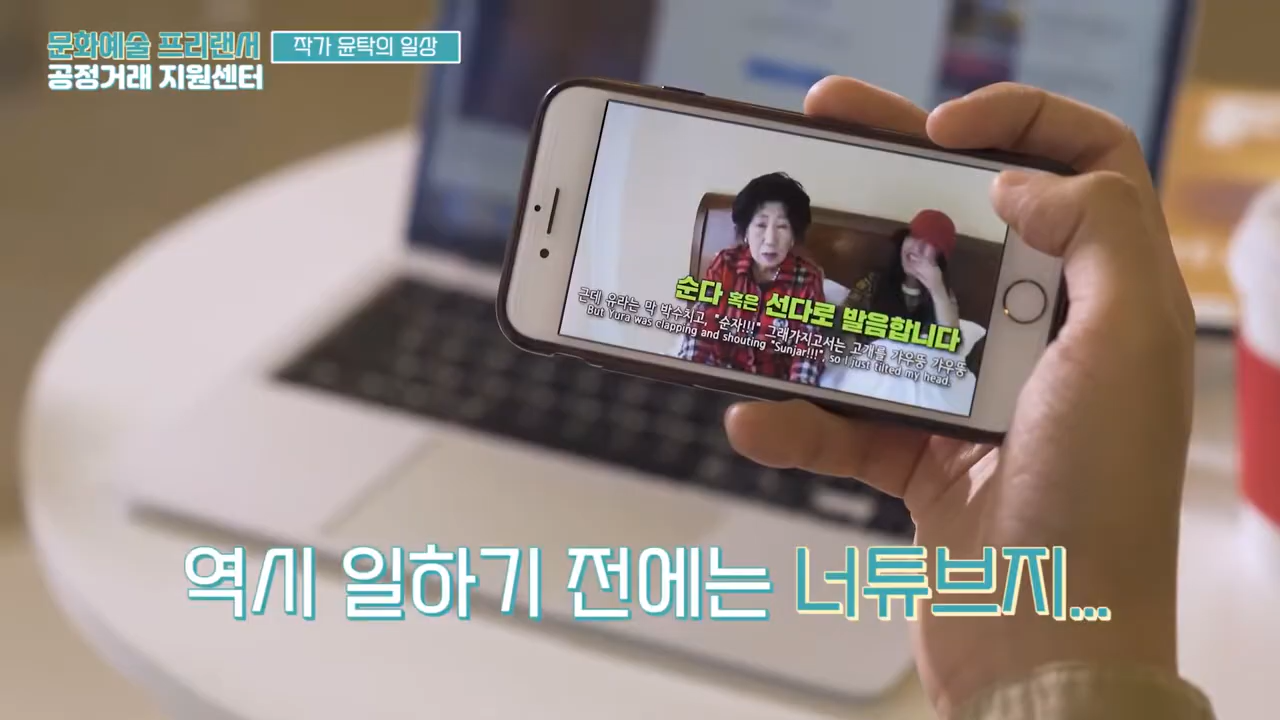 문화예술 프리랜서
공정거래 지원센터
작가 윤탁의 일상
순다 혹은 선다로 발음합니다
근데 유라는 막 박수치고, "순자!!!" 그래가지고서는 고개를 갸우뚱 갸우뚱
But Yura was clapping and shouting "Sunjar!!!", so I just tilted my head.
역시 일하기 전에는 너튜브지...